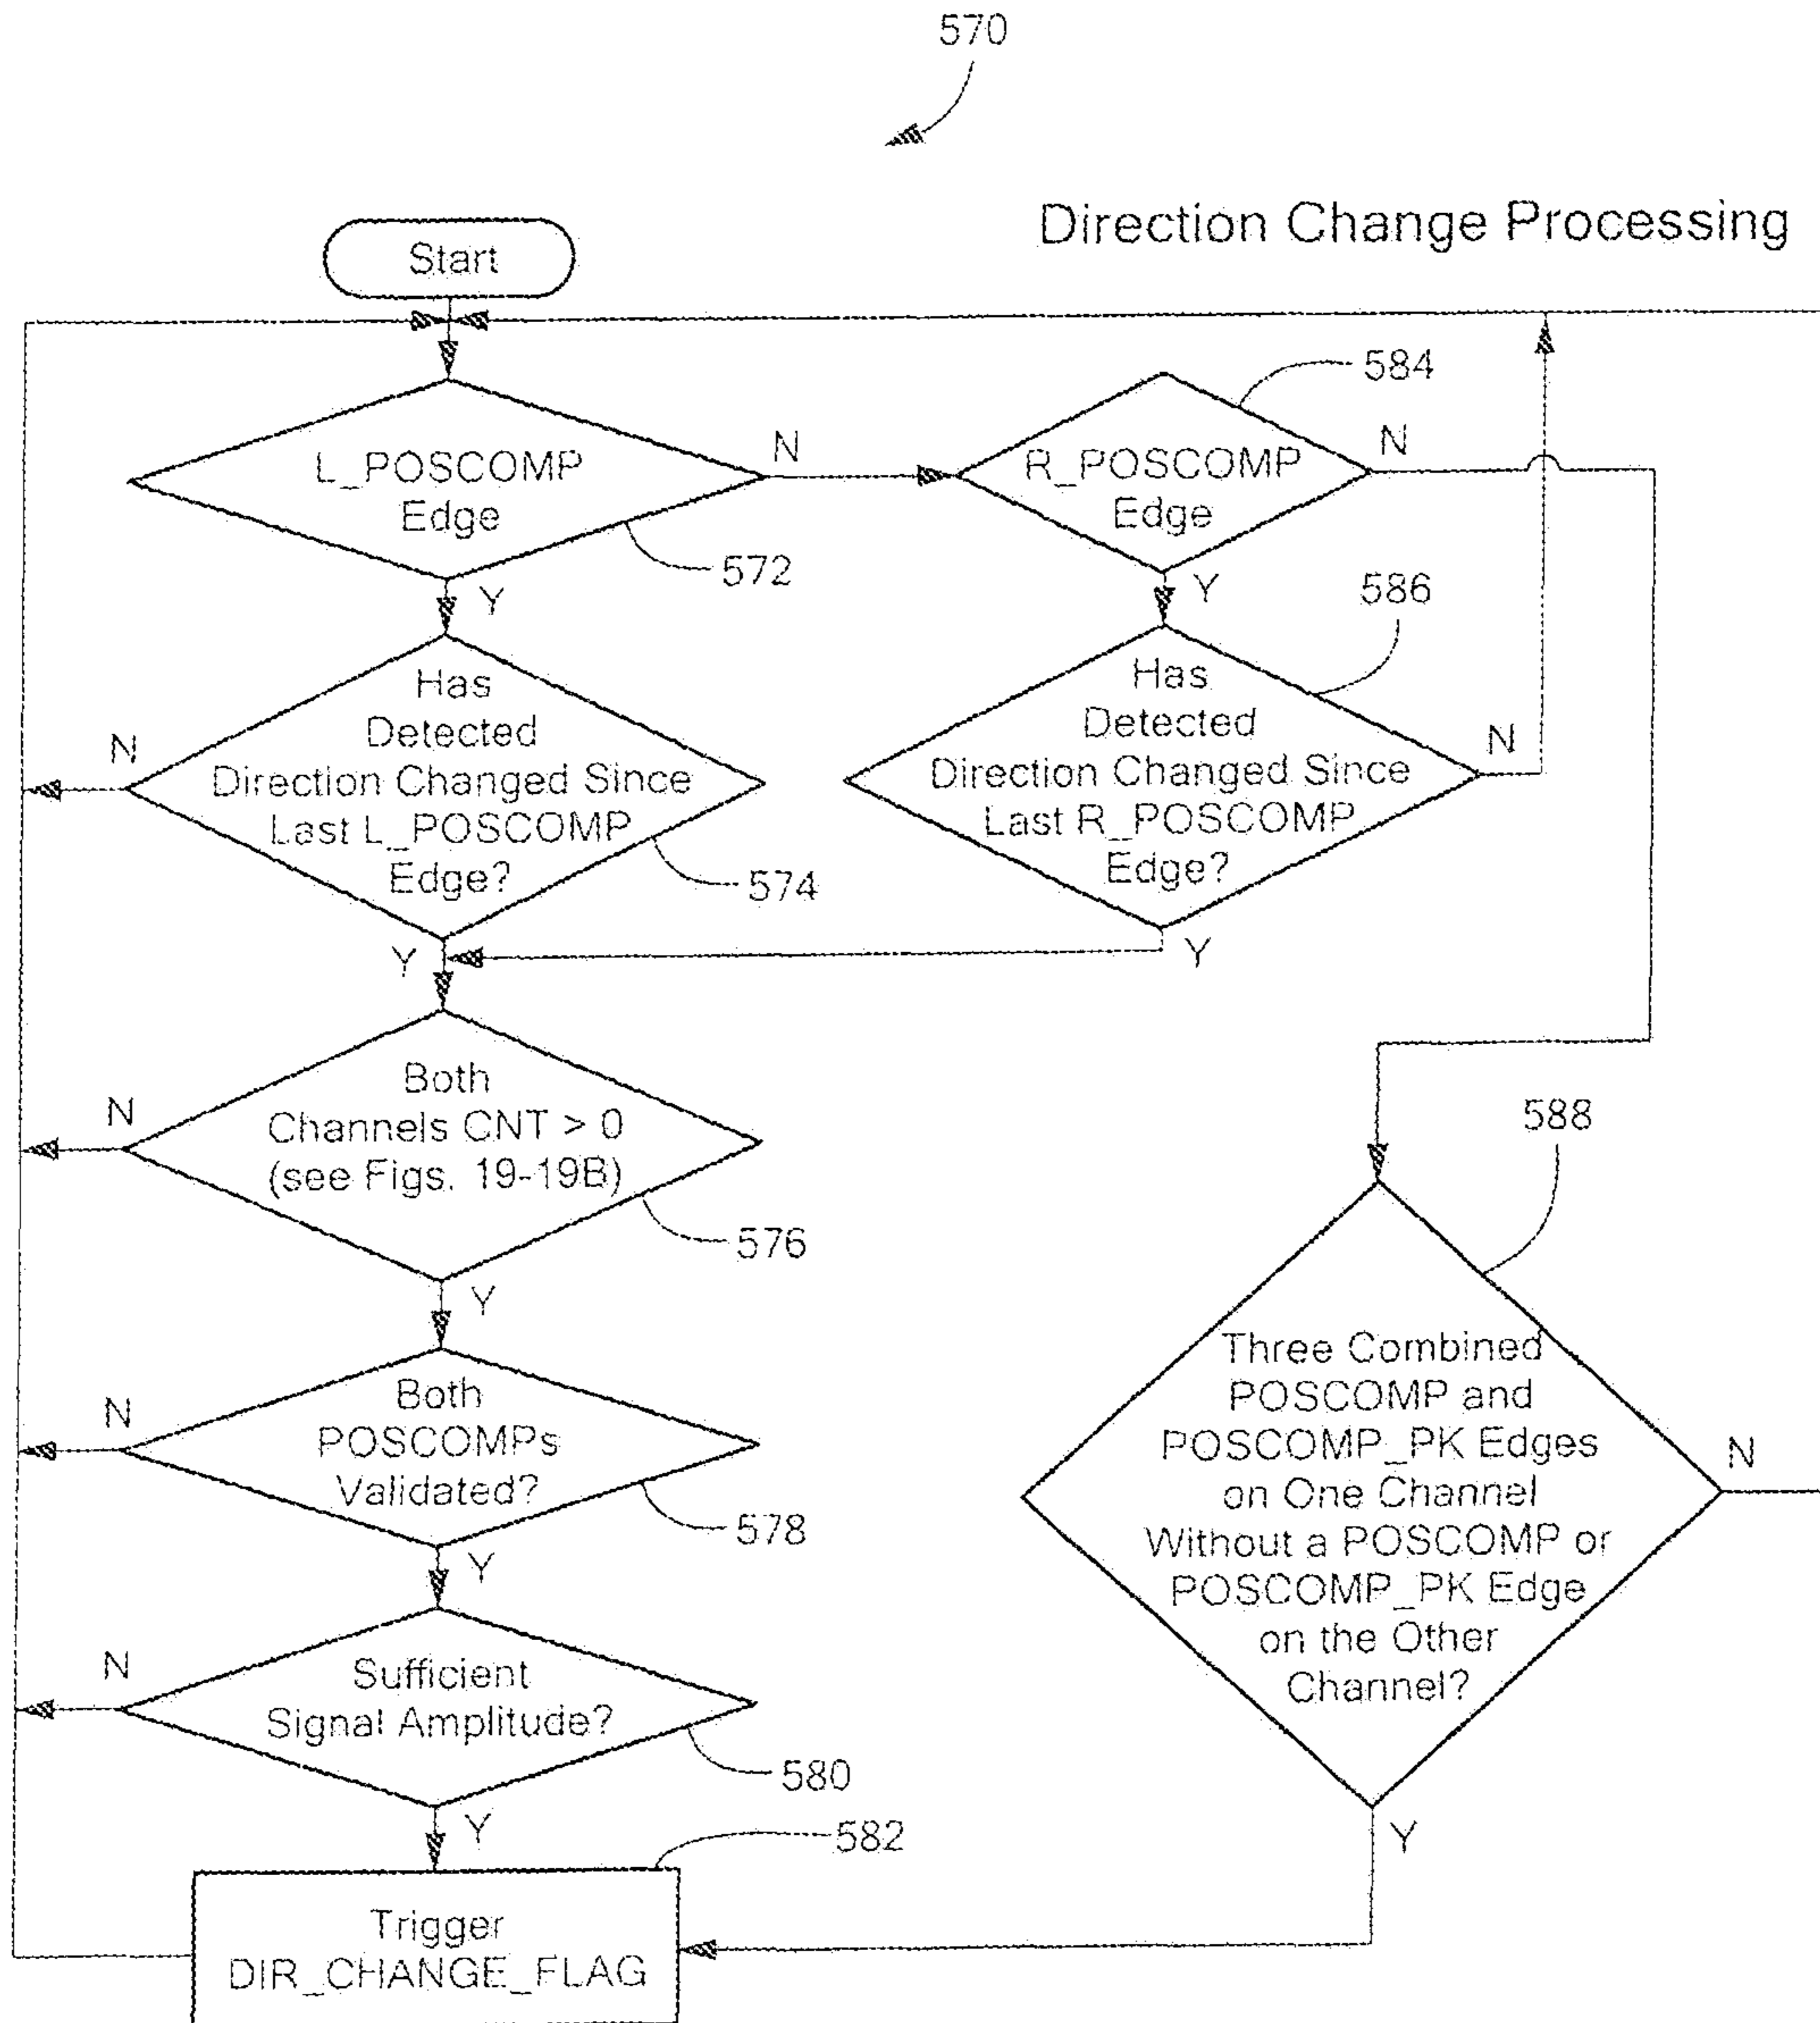 570
Direction Change Processing
Start
584
L_POSCOMP
Edge
N
R_POSCOMP
Edge
N
572
Y
Y
586
Has
Detected
Direction Changed Since
Last L_POSCOMP
Edge?
N
574
Has
Detected
Direction Changed Since
Last R_POSCOMP
Edge?
N
Y
Y
Both
Channels CNT > 0
(see Figs. 19-19B)
N
576
588
Y
Both
POSCOMPs
Validated?
N
578
Three Combined
POSCOMP and
POSCOMP_PK Edges
on One Channel
Without a POSCOMP or
POSCOMP_PK Edge
on the Other
Channel?
N
Y
Sufficient
Signal Amplitude?
N
580
Y
Y
582
Trigger
DIR_CHANGE_FLAG